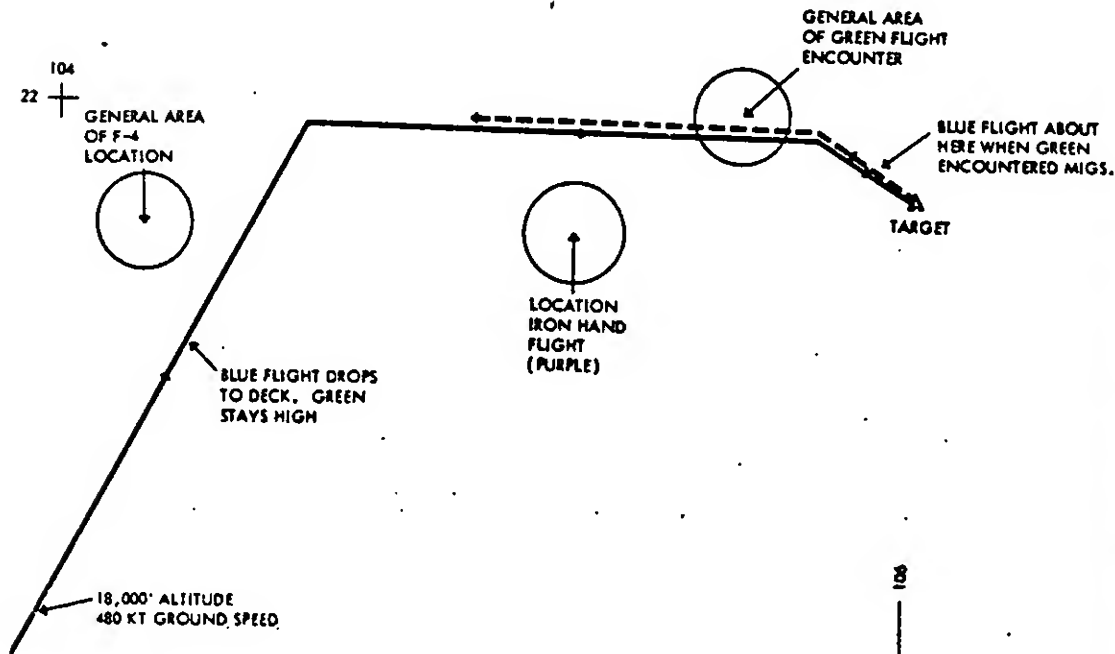 GENERAL AREA
OF GREEN FLIGHT
ENCOUNTER
104
22
GENERAL AREA
OF F-4
LOCATION
BLUE FLIGHT ABOUT
HERE WHEN GREEN
ENCOUNTERED MIGS.
TARGET
LOCATION
IRON HAND
FLIGHT
(PURPLE)
BLUE FLIGHT DROPS
TO DECK. GREEN
STAYS HIGH
106
18,000' ALTITUDE
480 KT GROUND SPEED